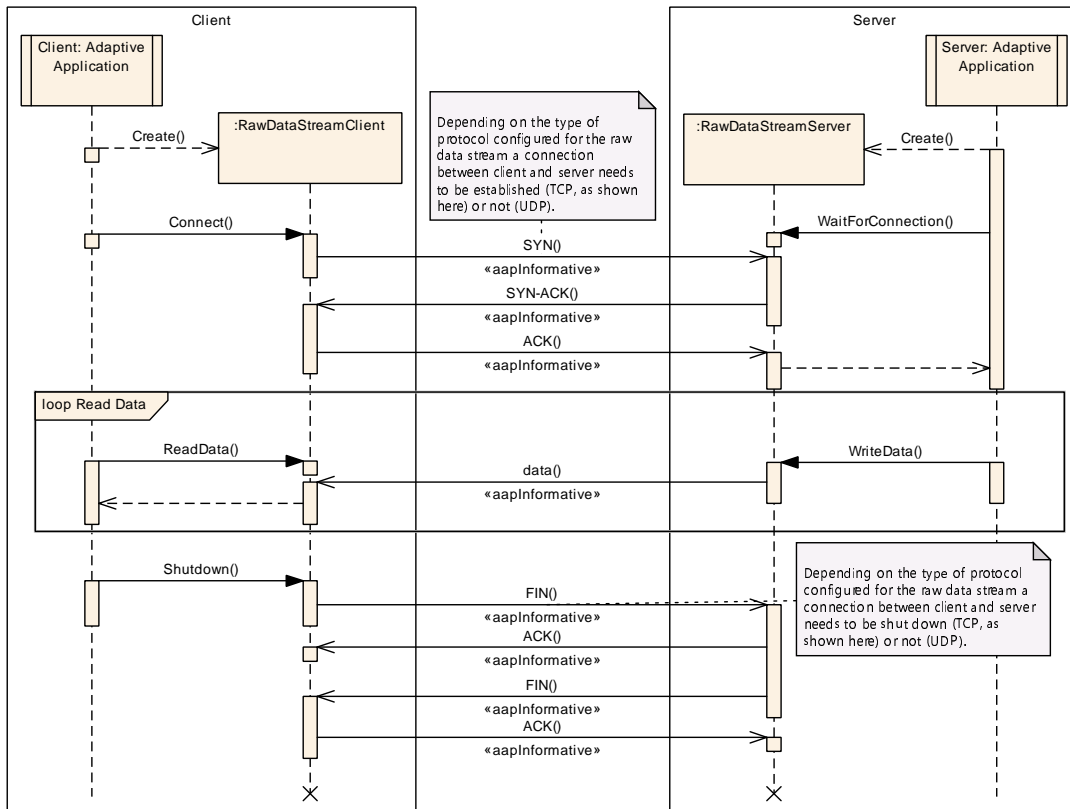 Client
Server
Client: Adaptive
Application
Server: Adaptive
Application
:RawDataStreamClient
:RawDataStreamServer
Create()
Create()
Depending on the type of
protocol configured for the raw
data stream a connection
between client and server needs
to be established (TCP, as shown
here) or not (UDP).
Connect()
WaitForConnection()
SYN()
«aapInformative»
SYN-ACK()
«aapInformative»
ACK()
«aapInformative»
loop Read Data
ReadData()
WriteData()
data()
«aapInformative»
Shutdown()
Depending on the type of protocol
configured for the raw data stream a
connection between client and server
needs to be shut down (TCP, as
shown here) or not (UDP).
FIN()
«aapInformative»
ACK()
«aapInformative»
FIN()
«aapInformative»
ACK()
«aapInformative»